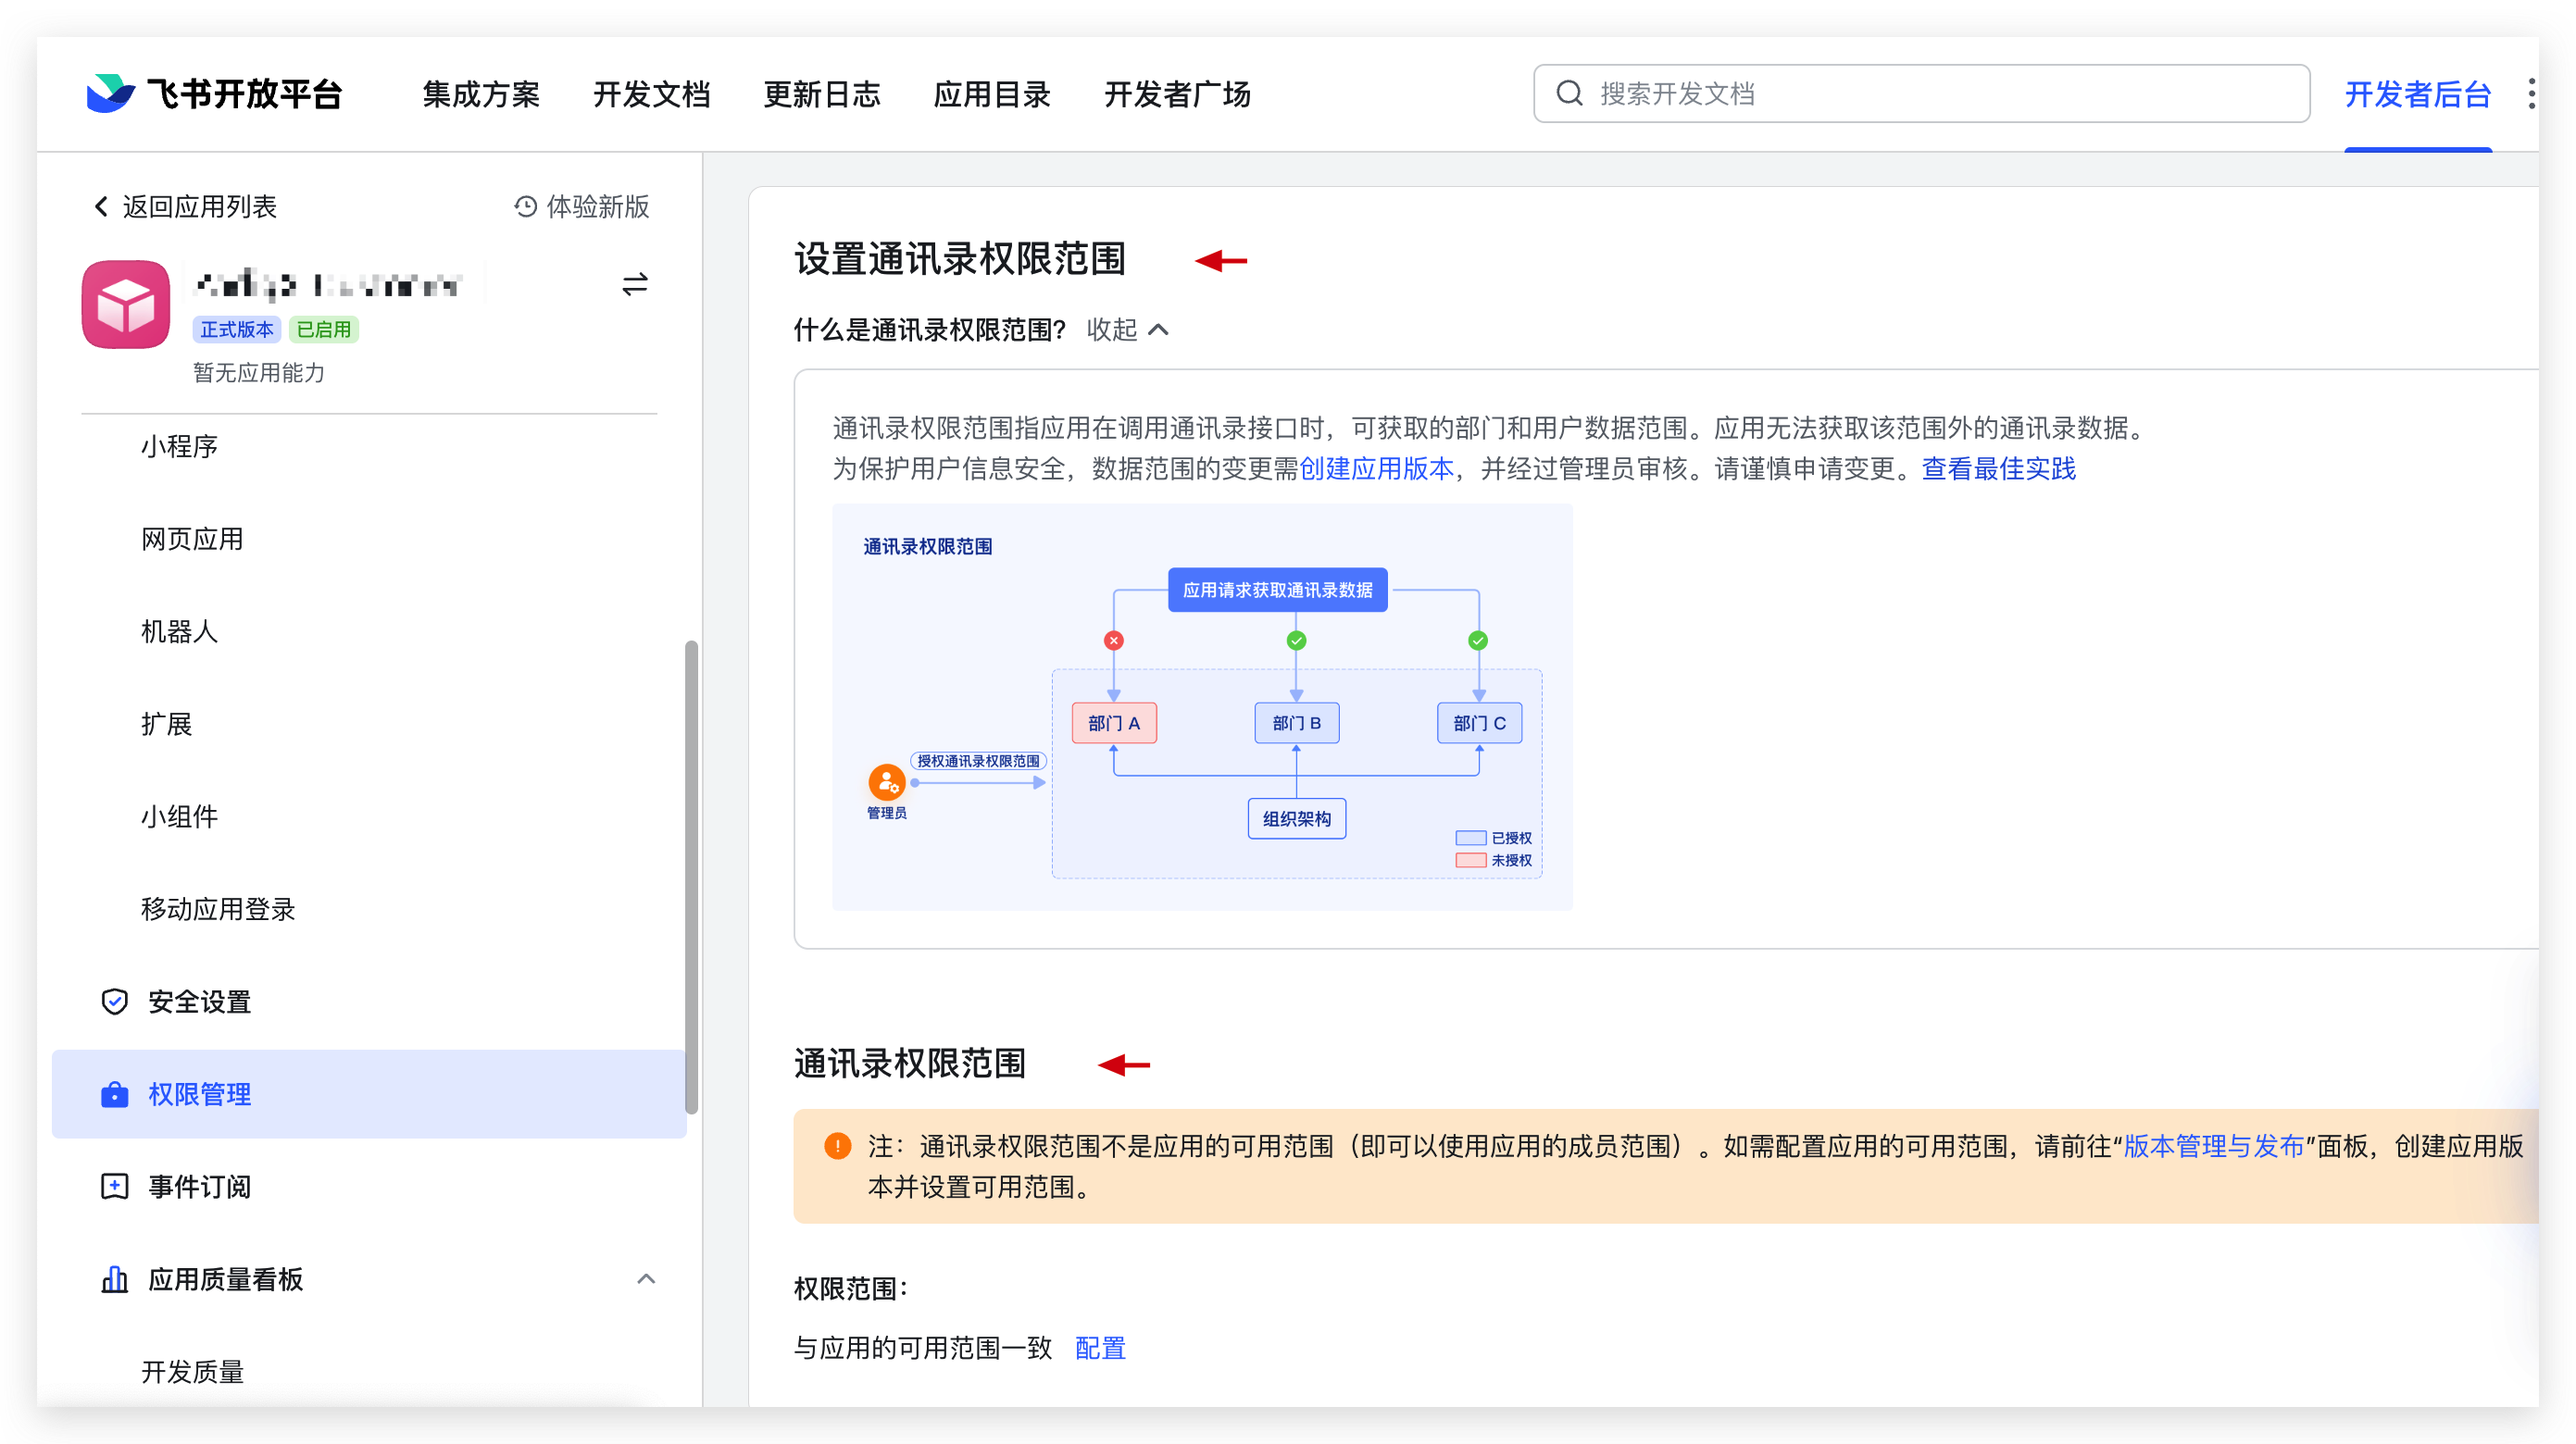 飞书开放平台 集成方案 开发文档 更新日志 应用目录 开发者广场 搜索开发文档 开发者后台
返回应用列表 体验新版
正式版本 已启用
暂无应用能力
小程序
网页应用
机器人
扩展
小组件
移动应用登录
安全设置
权限管理
事件订阅
应用质量看板
开发质量
设置通讯录权限范围
什么是通讯录权限范围? 收起
通讯录权限范围指应用在调用通讯录接口时，可获取的部门和用户数据范围。应用无法获取该范围外的通讯录数据。
为保护用户信息安全，数据范围的变更需创建应用版本，并经过管理员审核。请谨慎申请变更。查看最佳实践
通讯录权限范围
应用请求获取通讯录数据
部门 A 部门 B 部门 C
授权通讯录权限范围
管理员
组织架构
已授权
未授权
通讯录权限范围
注：通讯录权限范围不是应用的可用范围（即可以使用应用的成员范围）。如需配置应用的可用范围，请前往“版本管理与发布”面板，创建应用版
本并设置可用范围。
权限范围：
与应用的可用范围一致 配置